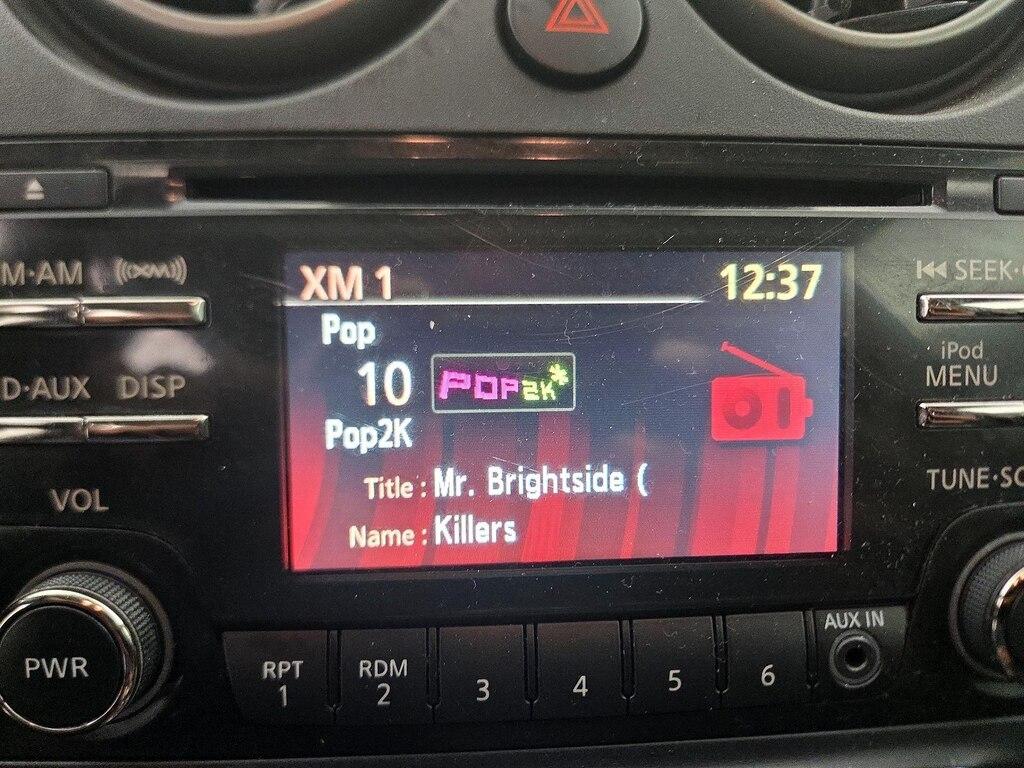 M·AM
XM
XM 1
12:37
SEEK·
Pop
10
POP2K*
Pop2K
iPod
MENU
D·AUX
DISP
Title : Mr. Brightside (
Name : Killers
VOL
TUNE·SC
PWR
RPT
1
RDM
2
3
4
5
6
AUX IN